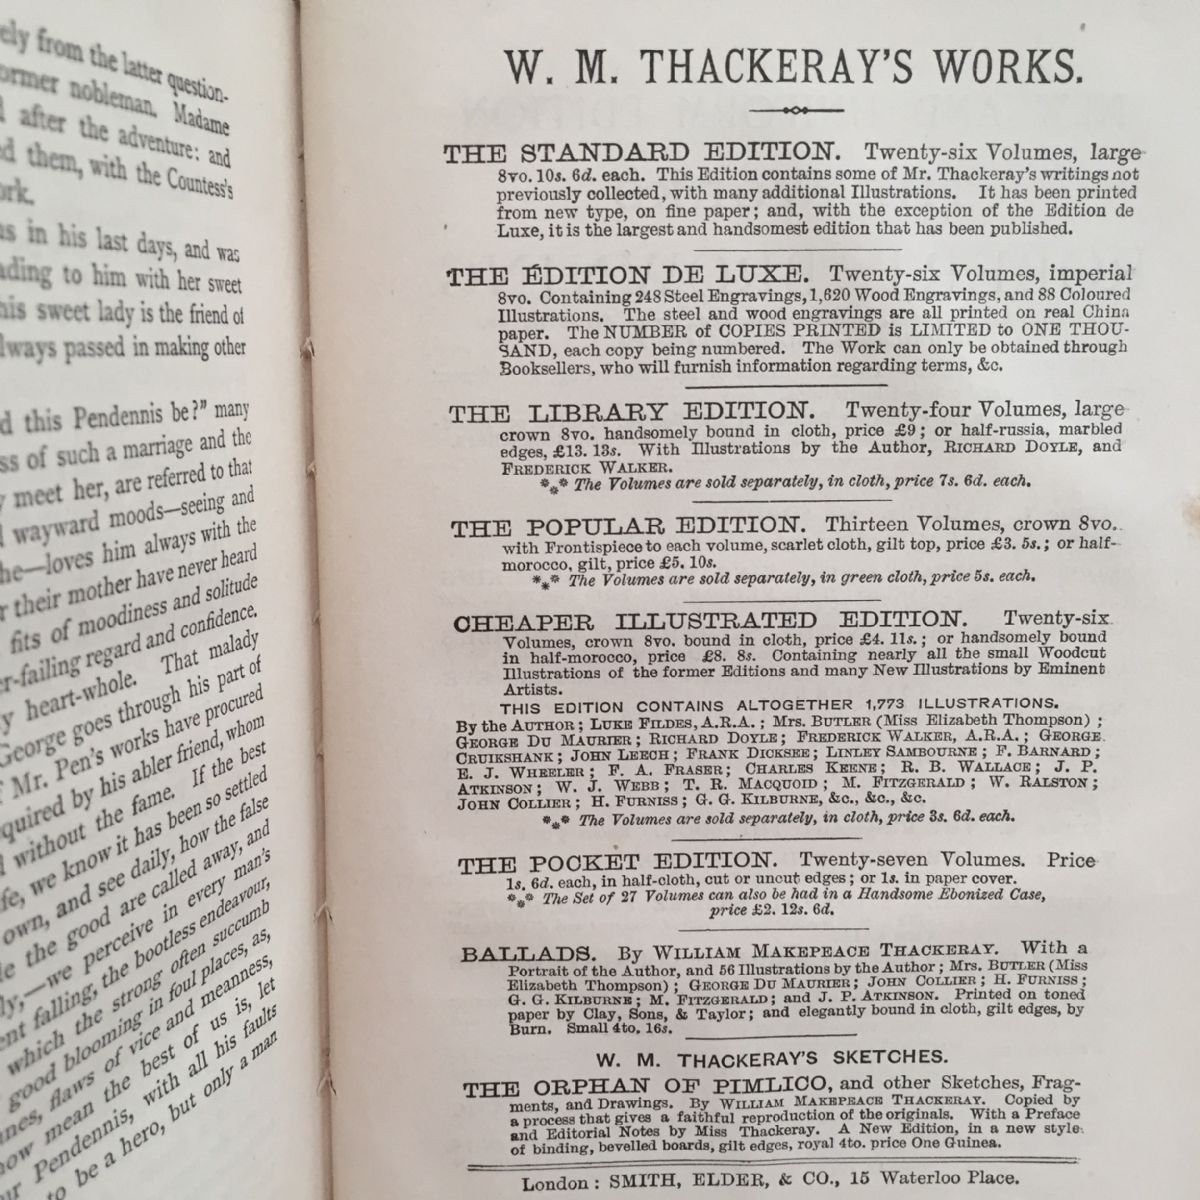 ely from the latter question-
ormer nobleman. Madame
after the adventure: and
d them, with the Countess's
ork.
as in his last days, and was
ading to him with her sweet
his sweet lady is the friend of
lways passed in making other
d this Pendennis be?" many
ss of such a marriage and the
meet her, are referred to that
wayward moods—seeing and
he—loves him always with the
r their mother have never heard
fits of moodiness and solitude
er-failing regard and confidence.
y heart-whole. That malady
George goes through his part of
Mr. Pen's works have procured
quired by his abler friend, whom
without the fame. If the best
fe, we know it has been so settled
own, and see daily, how the false
the good are called away, and
ly,—we perceive in every man's
ent falling, the bootless endeavour,
which the strong often succumb
good blooming in foul places, as,
nes, flaws of vice and meanness,
now mean the best of us is, let
ur Pendennis, with all his faults
to be a hero, but only a man
W. M. THACKERAY'S WORKS.
THE STANDARD EDITION. Twenty-six Volumes, large
8vo. 10s. 6d. each. This Edition contains some of Mr. Thackeray's writings not
previously collected, with many additional Illustrations. It has been printed
from new type, on fine paper; and, with the exception of the Edition de
Luxe, it is the largest and handsomest edition that has been published.
THE ÉDITION DE LUXE. Twenty-six Volumes, imperial
8vo. Containing 248 Steel Engravings, 1,620 Wood Engravings, and 88 Coloured
Illustrations. The steel and wood engravings are all printed on real China
paper. The NUMBER of COPIES PRINTED is LIMITED to ONE THOU-
SAND, each copy being numbered. The Work can only be obtained through
Booksellers, who will furnish information regarding terms, &c.
THE LIBRARY EDITION. Twenty-four Volumes, large
crown 8vo. handsomely bound in cloth, price £9; or half-russia, marbled
edges, £13. 13s. With Illustrations by the Author, RICHARD DOYLE, and
FREDERICK WALKER.
*** The Volumes are sold separately, in cloth, price 7s. 6d. each.
THE POPULAR EDITION. Thirteen Volumes, crown 8vo.
with Frontispiece to each volume, scarlet cloth, gilt top, price £3. 5s.; or half-
morocco, gilt, price £5. 10s.
*** The Volumes are sold separately, in green cloth, price 5s. each.
CHEAPER ILLUSTRATED EDITION. Twenty-six
Volumes, crown 8vo. bound in cloth, price £4. 11s.; or handsomely bound
in half-morocco, price £8. 8s. Containing nearly all the small Woodcut
Illustrations of the former Editions and many New Illustrations by Eminent
Artists.
THIS EDITION CONTAINS ALTOGETHER 1,773 ILLUSTRATIONS.
By the AUTHOR; LUKE FILDES, A.R.A.; Mrs. BUTLER (Miss Elizabeth Thompson);
GEORGE DU MAURIER; RICHARD DOYLE; FREDERICK WALKER, A.R.A.; GEORGE
CRUIKSHANK; JOHN LEECH; FRANK DICKSEE; LINLEY SAMBOURNE; F. BARNARD;
E. J. WHEELER; F. A. FRASER; CHARLES KEENE; R. B. WALLACE; J. P.
ATKINSON; W. J. WEBB; T. R. MACQUOID; M. FITZGERALD; W. RALSTON;
JOHN COLLIER; H. FURNISS; G. G. KILBURNE, &c., &c., &c.
*** The Volumes are sold separately, in cloth, price 3s. 6d. each.
THE POCKET EDITION. Twenty-seven Volumes. Price
1s. 6d. each, in half-cloth, cut or uncut edges; or 1s. in paper cover.
*** The Set of 27 Volumes can also be had in a Handsome Ebonized Case,
price £2. 12s. 6d.
BALLADS. By WILLIAM MAKEPEACE THACKERAY. With a
Portrait of the Author, and 56 Illustrations by the Author; Mrs. BUTLER (Miss
Elizabeth Thompson); GEORGE DU MAURIER; JOHN COLLIER; H. FURNISS;
G. G. KILBURNE; M. FITZGERALD; and J. P. ATKINSON. Printed on toned
paper by Clay, Sons, & Taylor; and elegantly bound in cloth, gilt edges, by
Burn. Small 4to. 16s.
W. M. THACKERAY'S SKETCHES.
THE ORPHAN OF PIMLICO, and other Sketches, Frag-
ments, and Drawings. By WILLIAM MAKEPEACE THACKERAY. Copied by
a process that gives a faithful reproduction of the originals. With a Preface
and Editorial Notes by Miss Thackeray. A New Edition, in a new style
of binding, bevelled boards, gilt edges, royal 4to. price One Guinea.
London: SMITH, ELDER, & CO., 15 Waterloo Place.